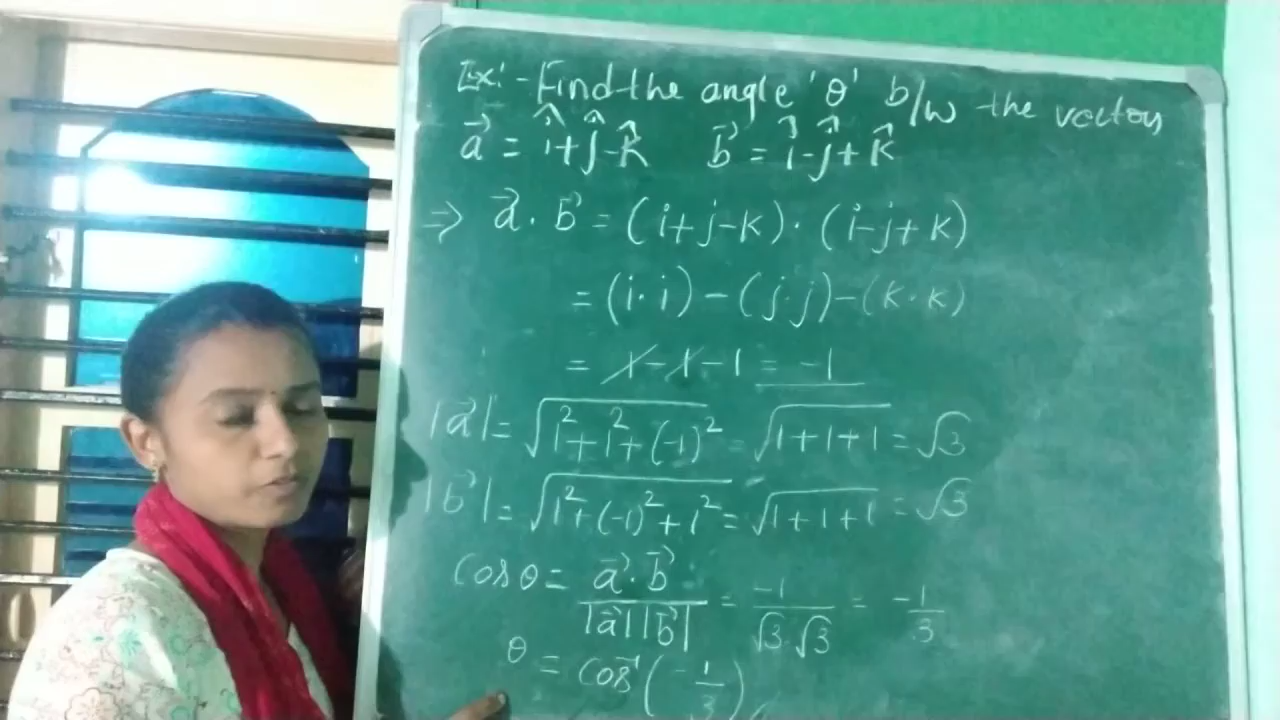 Ex:- Find the angle 'θ' b/w the vectors
a⃗ = î+ĵ-k̂ b⃗ = î-ĵ+k̂
⇒ a⃗ . b⃗ = (i+j-k) . (i-j+k)
= (i.i) - (j.j) - (k.k)
= 1-1-1 = -1
|a⃗| = √(1²+1²+(-1)²) = √(1+1+1) = √3
|b⃗| = √(1²+(-1)²+1²) = √(1+1+1) = √3
cosθ = a⃗.b⃗ / |a⃗||b⃗| = -1/√3.√3 = -1/3
θ = cos⁻¹(-1/3)